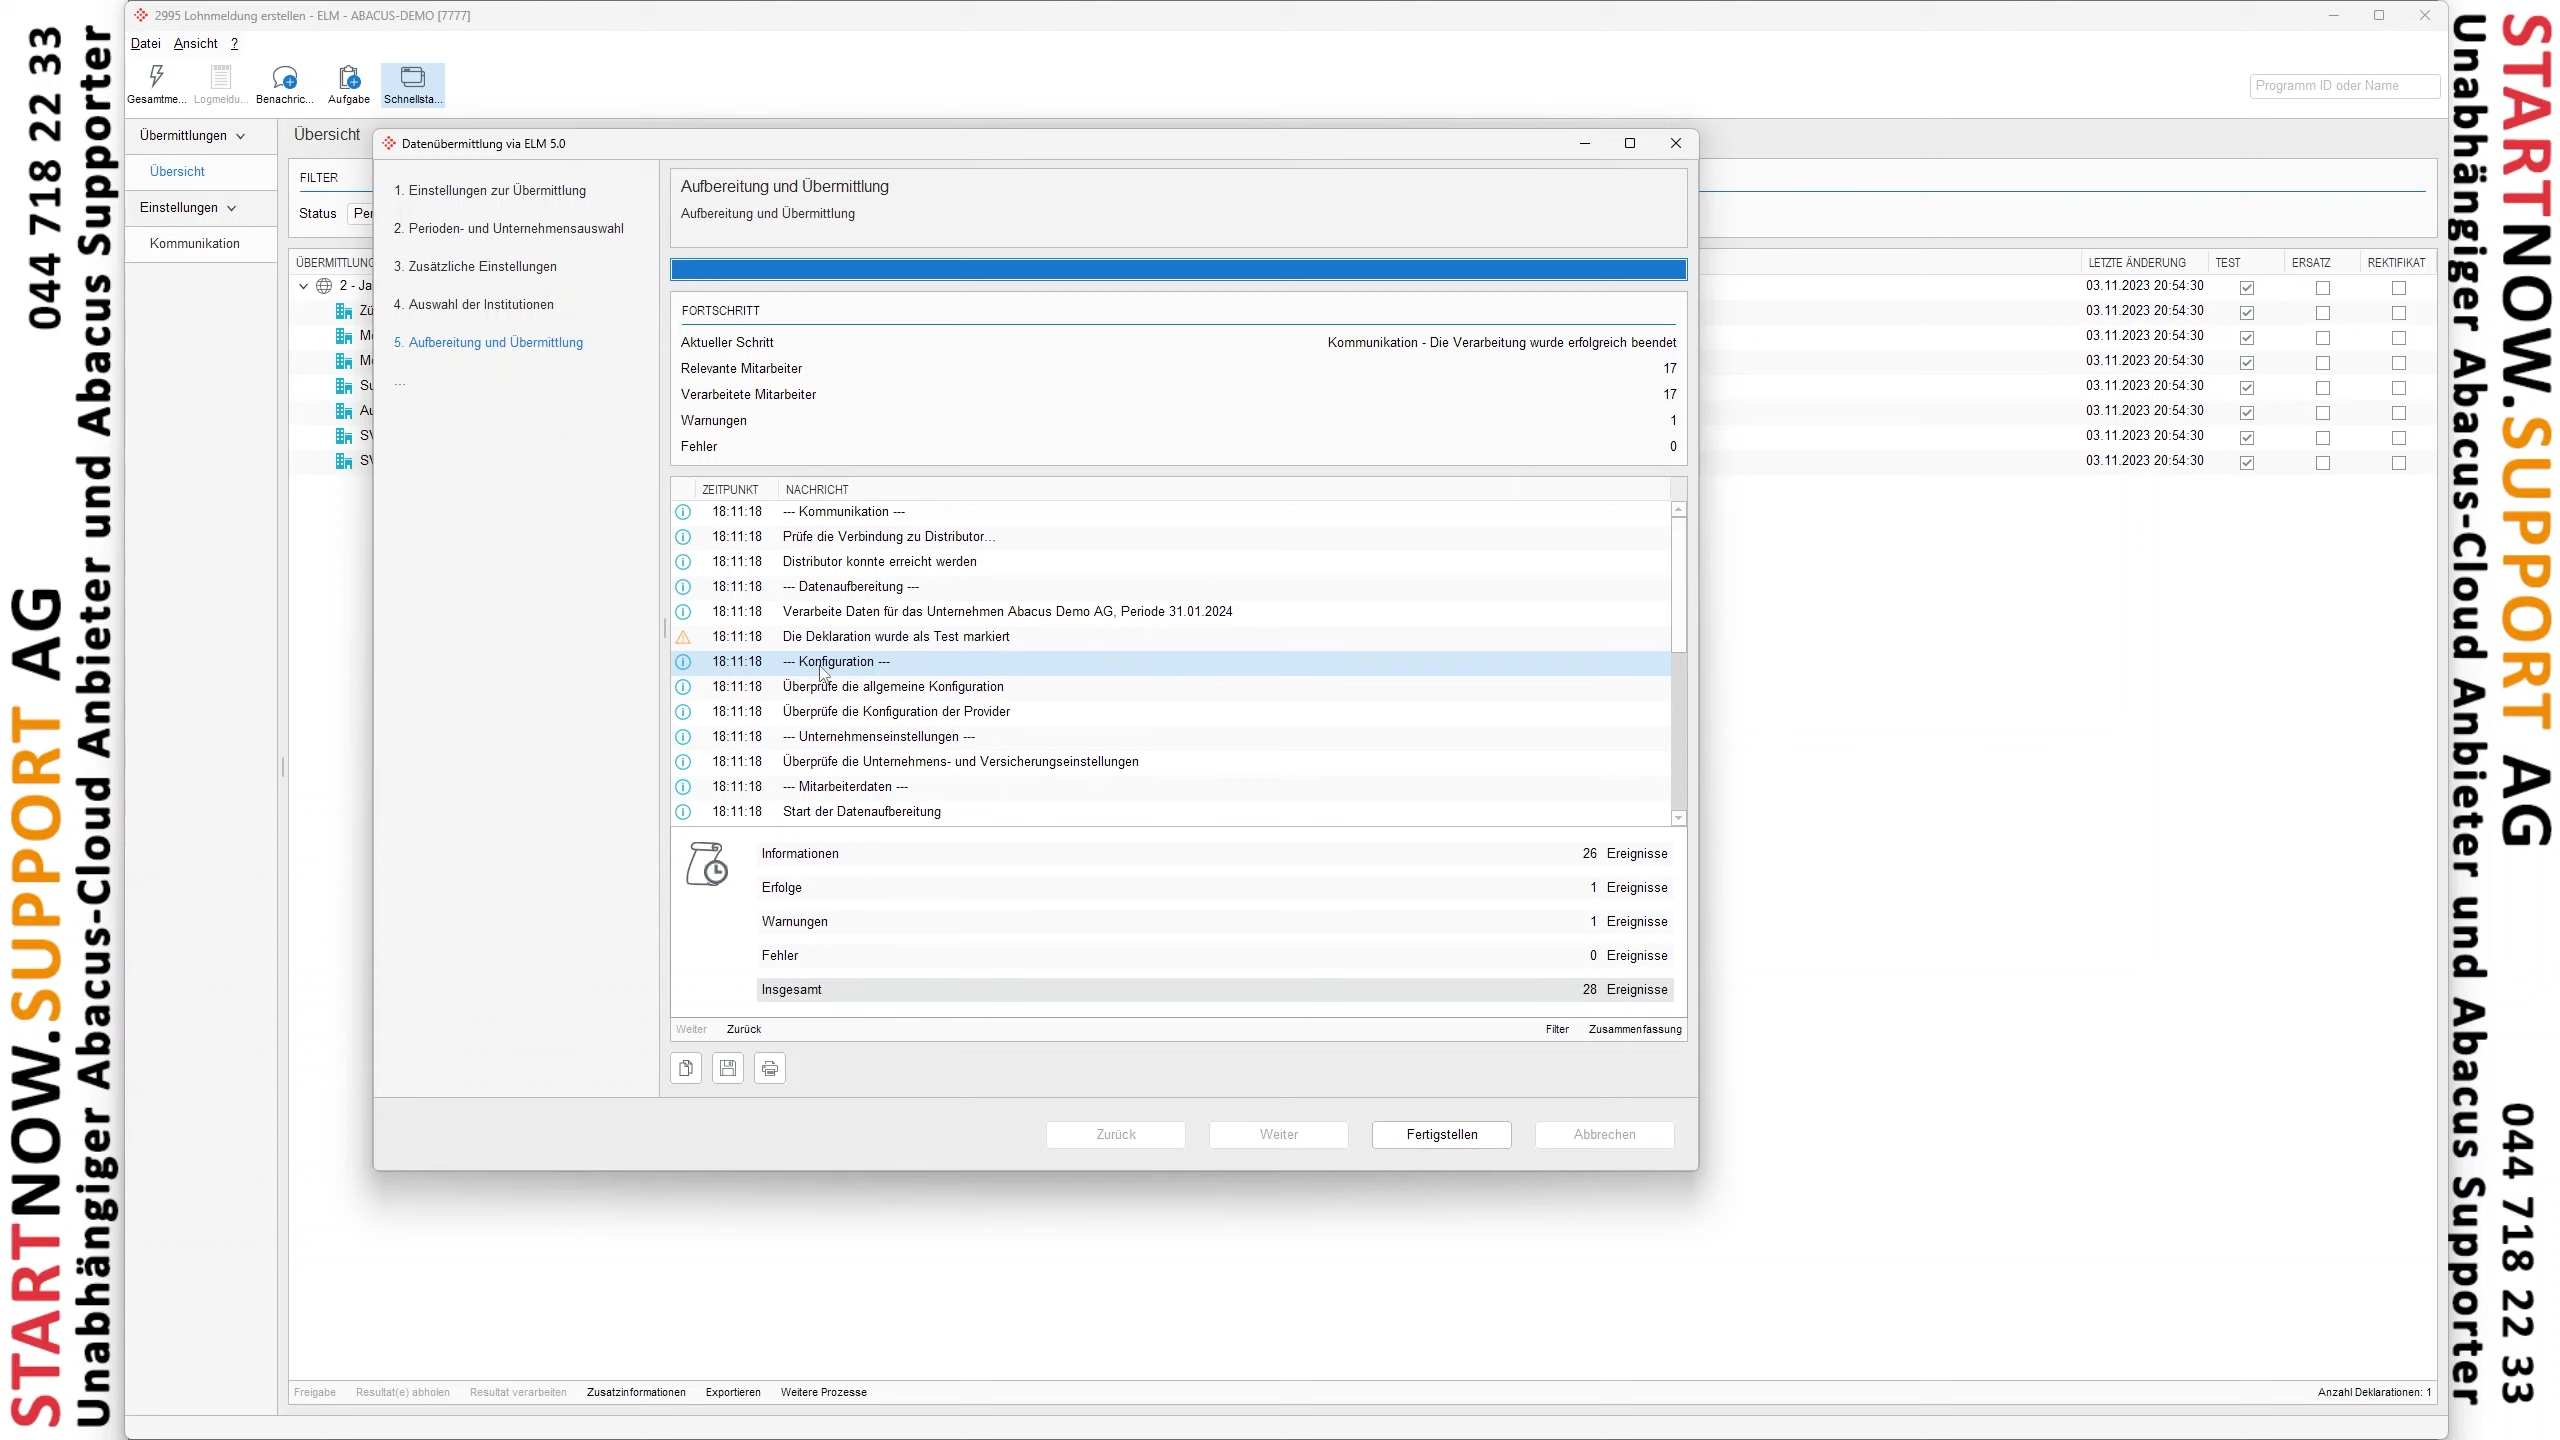 STARTNOW.SUPPORT AG
Unabhängiger Abacus-Cloud Anbieter und Abacus Supporter
044 718 22 33
2995 Lohnmeldung erstellen - ELM - ABACUS-DEMO [7777]
Datei Ansicht ?
Gesamtme... Logmeldu... Benachric... Aufgabe Schnellsta...
Programm ID oder Name
Übermittlungen
Übersicht
Einstellungen
Kommunikation
Übersicht
FILTER
Status Per
ÜBERMITTLUNG LETZTE ÄNDERUNG TEST ERSATZ REKTIFIKAT
2 - Ja 03.11.2023 20:54:30
Zü 03.11.2023 20:54:30
Mo 03.11.2023 20:54:30
Mo 03.11.2023 20:54:30
Su 03.11.2023 20:54:30
Au 03.11.2023 20:54:30
SV 03.11.2023 20:54:30
SV 03.11.2023 20:54:30
Datenübermittlung via ELM 5.0
1. Einstellungen zur Übermittlung
2. Perioden- und Unternehmensauswahl
3. Zusätzliche Einstellungen
4. Auswahl der Institutionen
5. Aufbereitung und Übermittlung
...
Aufbereitung und Übermittlung
Aufbereitung und Übermittlung
FORTSCHRITT
Aktueller Schritt Kommunikation - Die Verarbeitung wurde erfolgreich beendet
Relevante Mitarbeiter 17
Verarbeitete Mitarbeiter 17
Warnungen 1
Fehler 0
ZEITPUNKT NACHRICHT
18:11:18 --- Kommunikation ---
18:11:18 Prüfe die Verbindung zu Distributor...
18:11:18 Distributor konnte erreicht werden
18:11:18 --- Datenaufbereitung ---
18:11:18 Verarbeite Daten für das Unternehmen Abacus Demo AG, Periode 31.01.2024
18:11:18 Die Deklaration wurde als Test markiert
18:11:18 --- Konfiguration ---
18:11:18 Überprüfe die allgemeine Konfiguration
18:11:18 Überprüfe die Konfiguration der Provider
18:11:18 --- Unternehmenseinstellungen ---
18:11:18 Überprüfe die Unternehmens- und Versicherungseinstellungen
18:11:18 --- Mitarbeiterdaten ---
18:11:18 Start der Datenaufbereitung
Informationen 26 Ereignisse
Erfolge 1 Ereignisse
Warnungen 1 Ereignisse
Fehler 0 Ereignisse
Insgesamt 28 Ereignisse
Weiter Zurück Filter Zusammenfassung
Zurück Weiter Fertigstellen Abbrechen
Freigabe Resultat(e) abholen Resultat verarbeiten Zusatzinformationen Exportieren Weitere Prozesse Anzahl Deklarationen: 1
STARTNOW.SUPPORT AG
Unabhängiger Abacus-Cloud Anbieter und Abacus Supporter
044 718 22 33